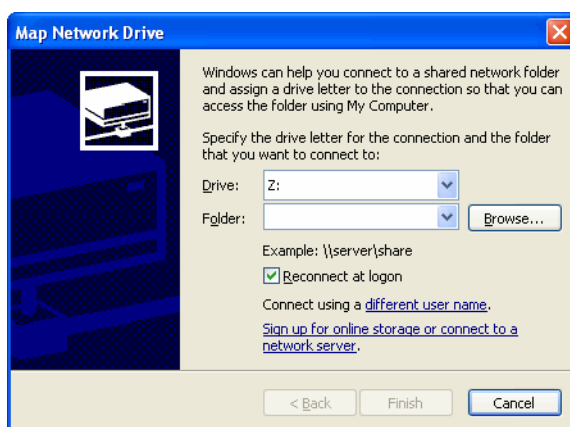 Map Network Drive
Windows can help you connect to a shared network folder
and assign a drive letter to the connection so that you can
access the folder using My Computer.
Specify the drive letter for the connection and the folder
that you want to connect to:
Drive: Z:
Folder: Browse...
Example: \\server\share
Reconnect at logon
Connect using a different user name.
Sign up for online storage or connect to a
network server.
< Back Finish Cancel